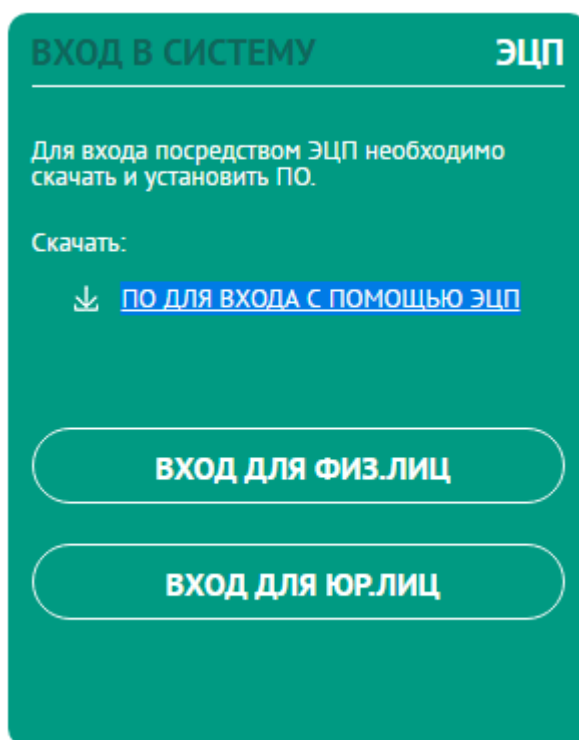 ВХОД В СИСТЕМУ ЭЦП
Для входа посредством ЭЦП необходимо
скачать и установить ПО.
Скачать:
ПО ДЛЯ ВХОДА С ПОМОЩЬЮ ЭЦП
ВХОД ДЛЯ ФИЗ.ЛИЦ
ВХОД ДЛЯ ЮР.ЛИЦ